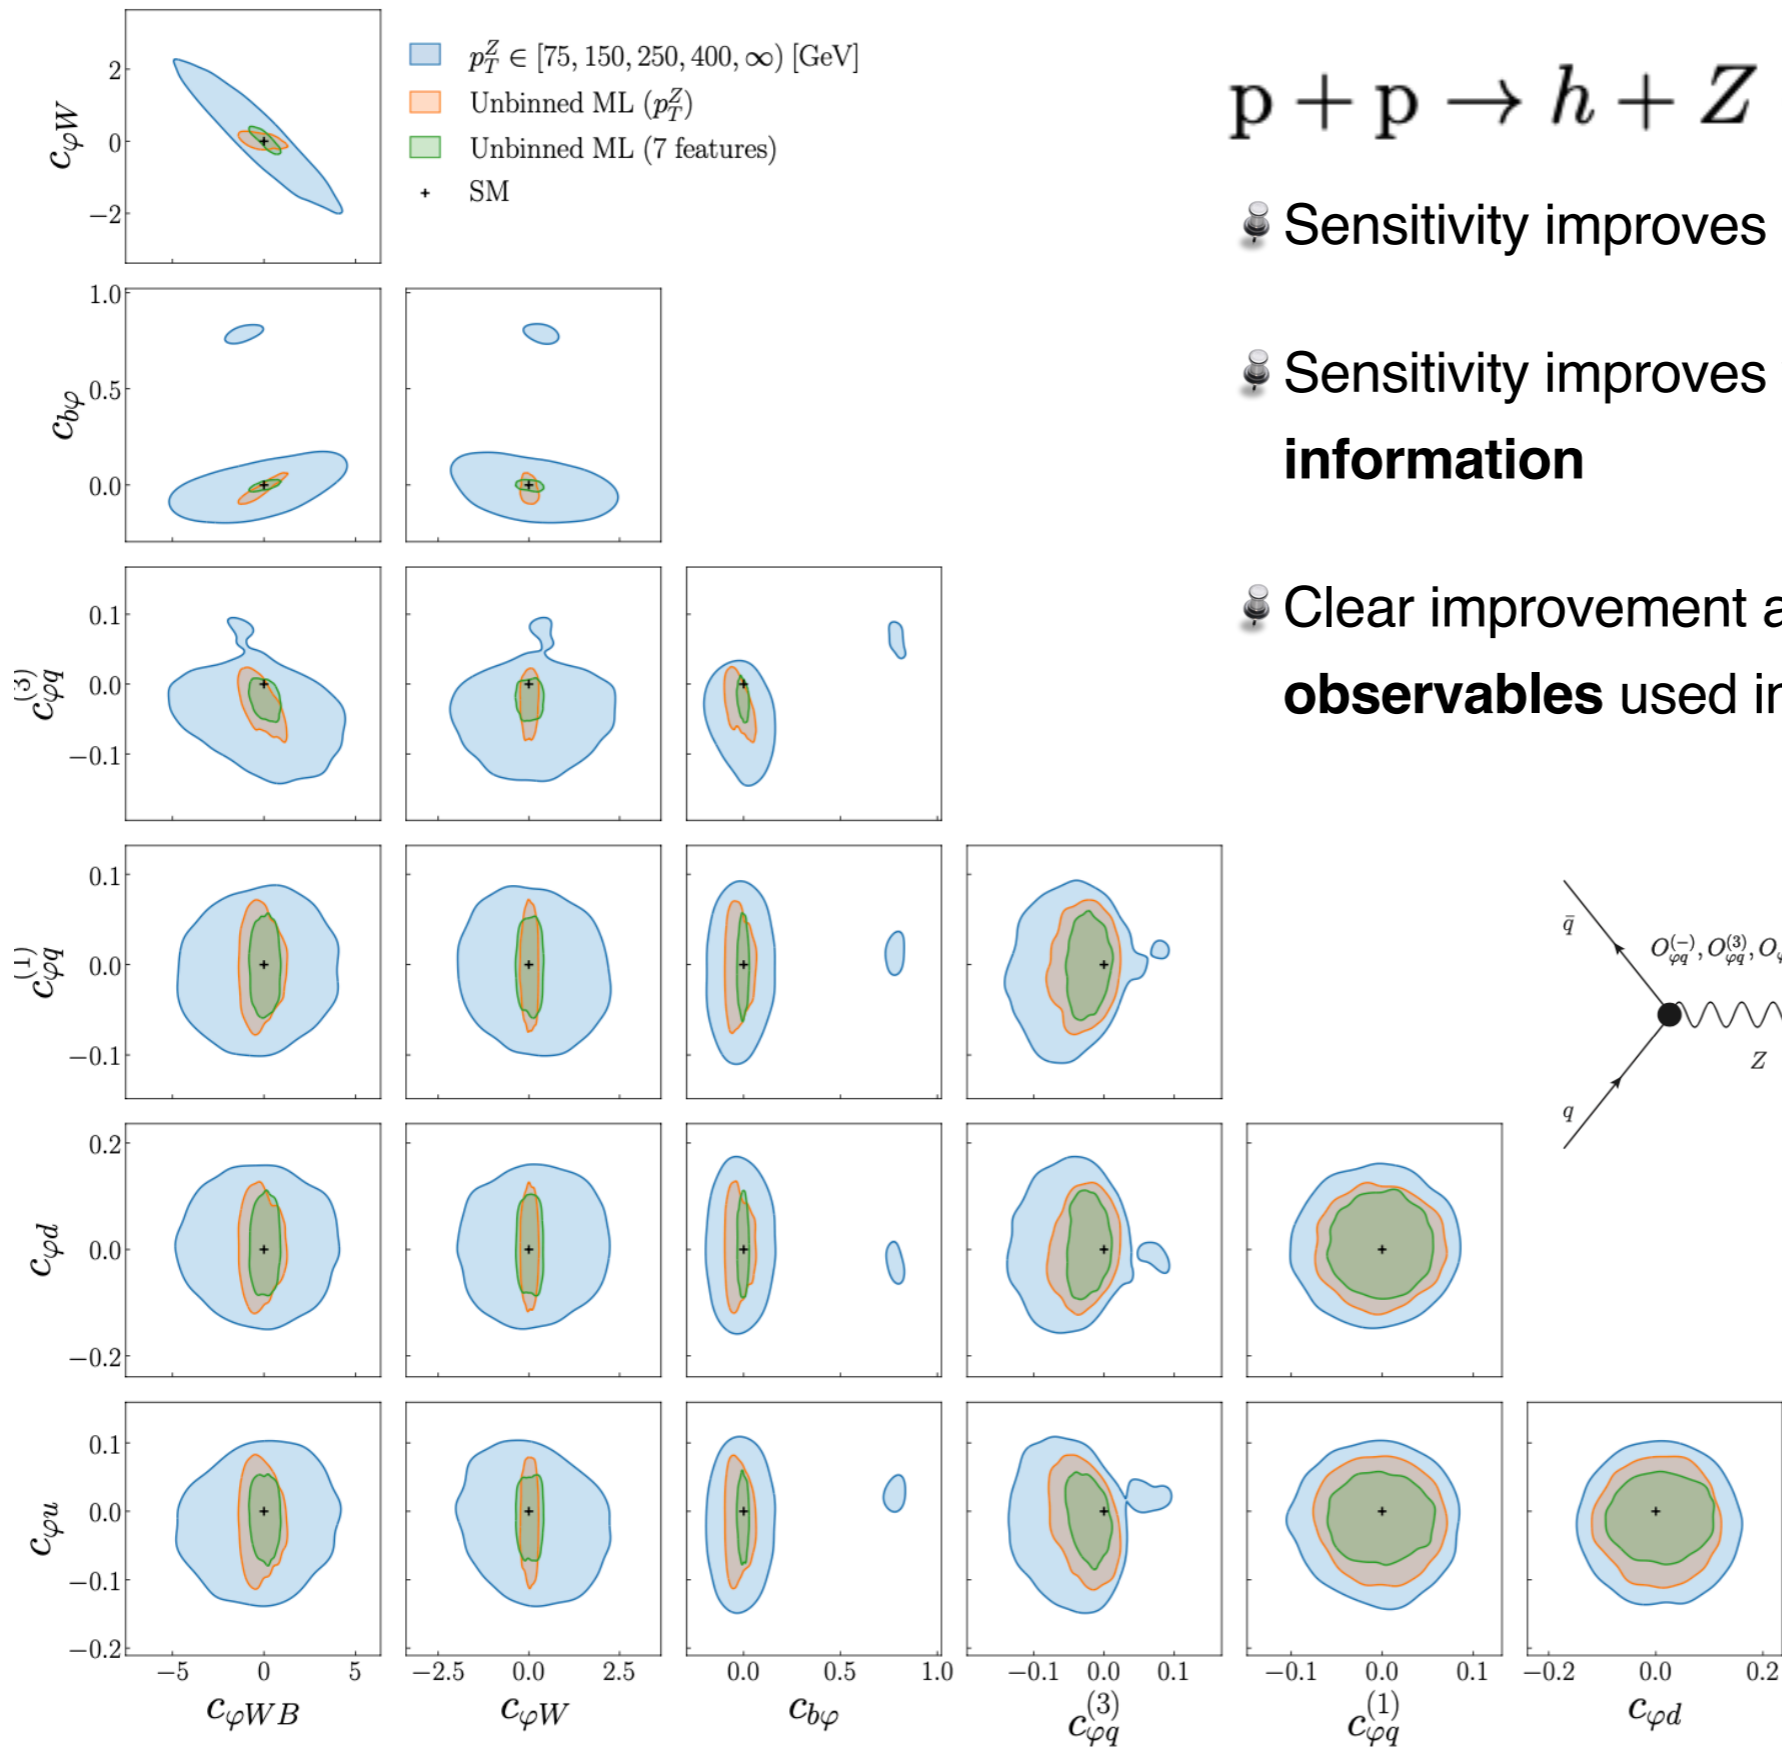 p + p → h + Z
p_T^Z ∈ [75, 150, 250, 400, ∞) [GeV]
Unbinned ML (p_T^Z)
Unbinned ML (7 features)
SM
Sensitivity improves
Sensitivity improves
information
Clear improvement a
observables used in
c_φW
2
0
−2
c_bφ
1.0
0.5
0.0
c_φq^(3)
0.1
0.0
−0.1
c_φq^(1)
0.1
0.0
−0.1
q̄
O_φq^(-), O_φq^(3), O_φ
Z
q
c_φd
0.2
0.0
−0.2
c_φu
0.1
0.0
−0.1
−0.2
−5 0 5
−2.5 0.0 2.5
0.0 0.5 1.0
−0.1 0.0 0.1
−0.1 0.0 0.1
−0.2 0.0 0.2
c_φWB
c_φW
c_bφ
c_φq^(3)
c_φq^(1)
c_φd